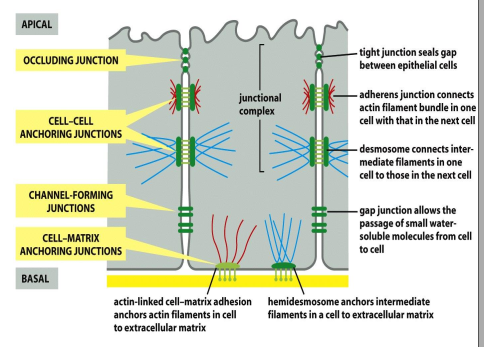 APICAL
OCCLUDING JUNCTION
CELL–CELL
ANCHORING JUNCTIONS
CHANNEL-FORMING
JUNCTIONS
CELL–MATRIX
ANCHORING JUNCTIONS
BASAL
junctional
complex
tight junction seals gap
between epithelial cells
adherens junction connects
actin filament bundle in one
cell with that in the next cell
desmosome connects inter-
mediate filaments in one
cell to those in the next cell
gap junction allows the
passage of small water-
soluble molecules from cell
to cell
actin-linked cell–matrix adhesion
anchors actin filaments in cell
to extracellular matrix
hemidesmosome anchors intermediate
filaments in a cell to extracellular matrix